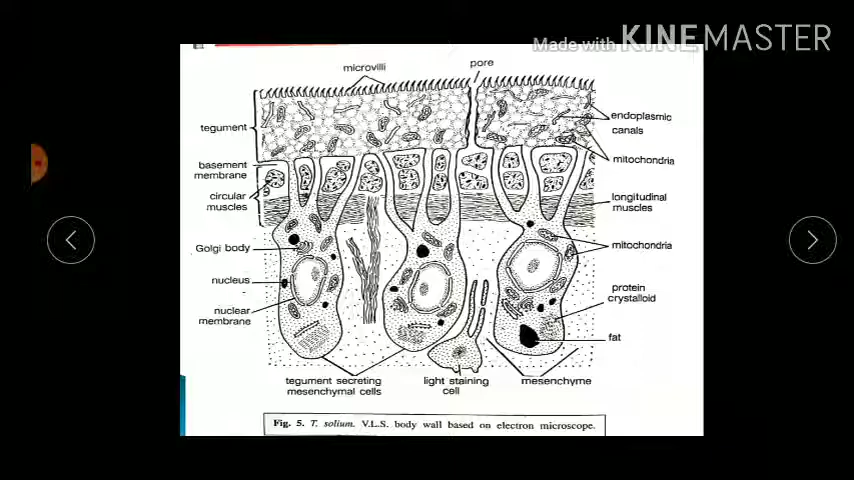 Made with KINEMASTER
microvilli
pore
tegument
endoplasmic
canals
basement
membrane
mitochondria
circular
muscles
longitudinal
muscles
Golgi body
mitochondria
nucleus
protein
crystalloid
nuclear
membrane
fat
tegument secreting
mesenchymal cells
light staining
cell
mesenchyme
Fig. 5. T. solium. V.L.S. body wall based on electron microscope.